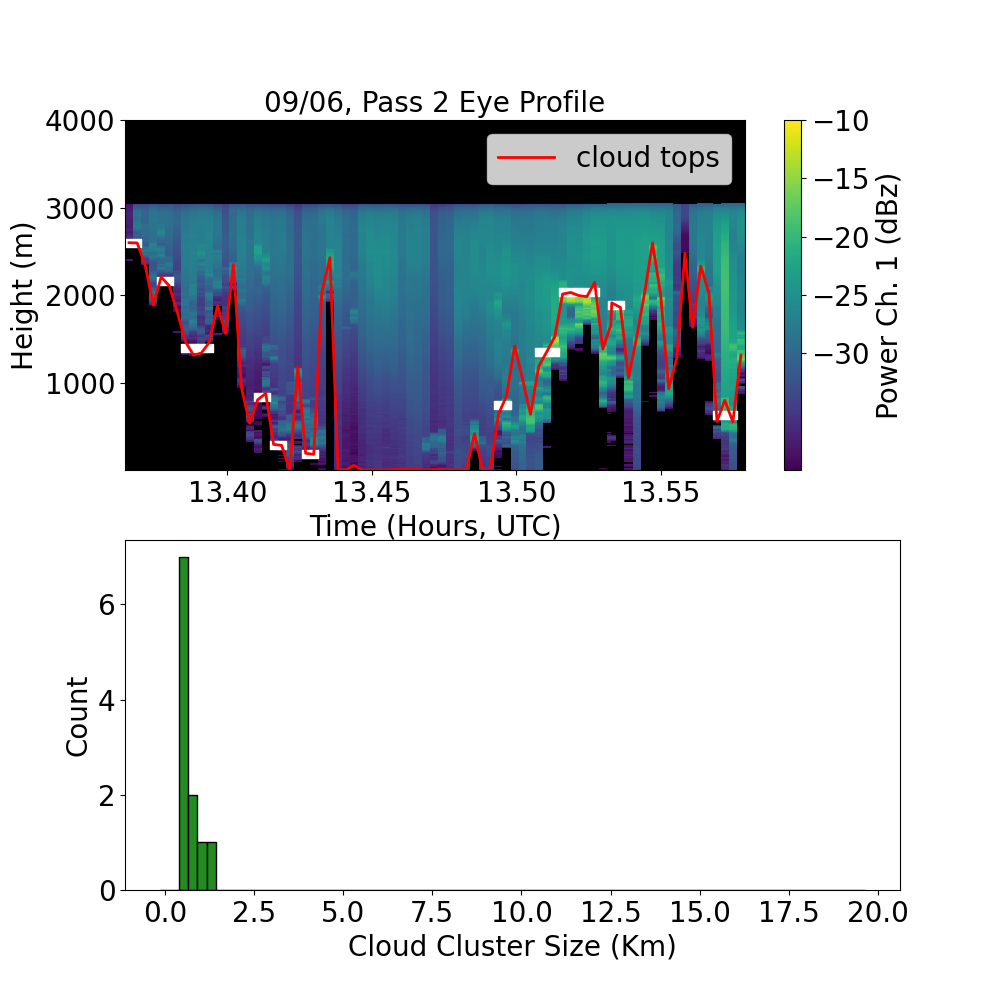 09/06, Pass 2 Eye Profile
4000
3000
2000
1000
Height (m)
cloud tops
13.40 13.45 13.50 13.55
Time (Hours, UTC)
−10
−15
−20
−25
−30
Power Ch. 1 (dBz)
6
4
2
0
Count
0.0 2.5 5.0 7.5 10.0 12.5 15.0 17.5 20.0
Cloud Cluster Size (Km)